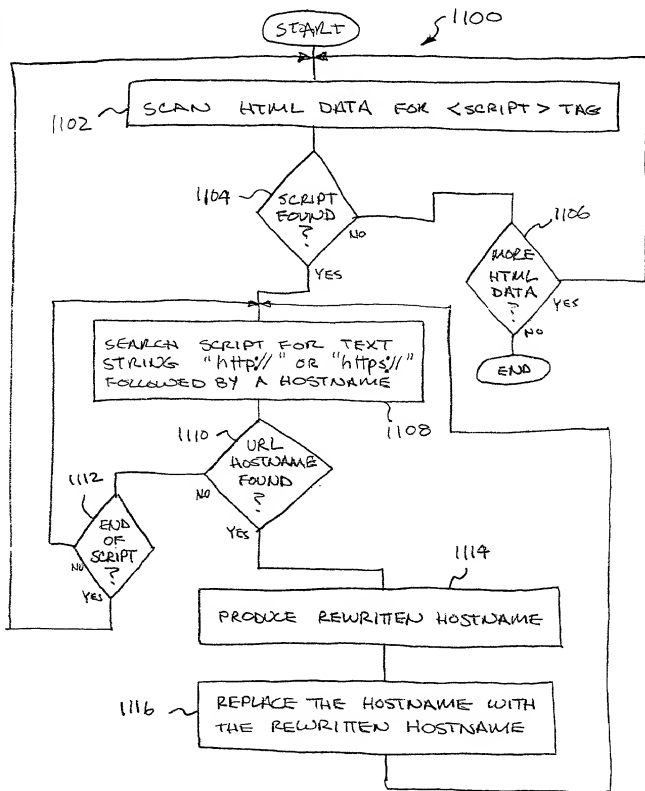 START
1100
SCAN HTML DATA FOR <SCRIPT> TAG
1102
1104
SCRIPT
FOUND
?
NO
YES
1106
MORE
HTML
DATA
?
YES
NO
END
SEARCH SCRIPT FOR TEXT
STRING "http://" OR "https://"
FOLLOWED BY A HOSTNAME
1108
1110
URL
HOSTNAME
FOUND
?
NO
YES
1112
END
OF
SCRIPT
?
NO
YES
1114
PRODUCE REWRITTEN HOSTNAME
1116
REPLACE THE HOSTNAME WITH
THE REWRITTEN HOSTNAME